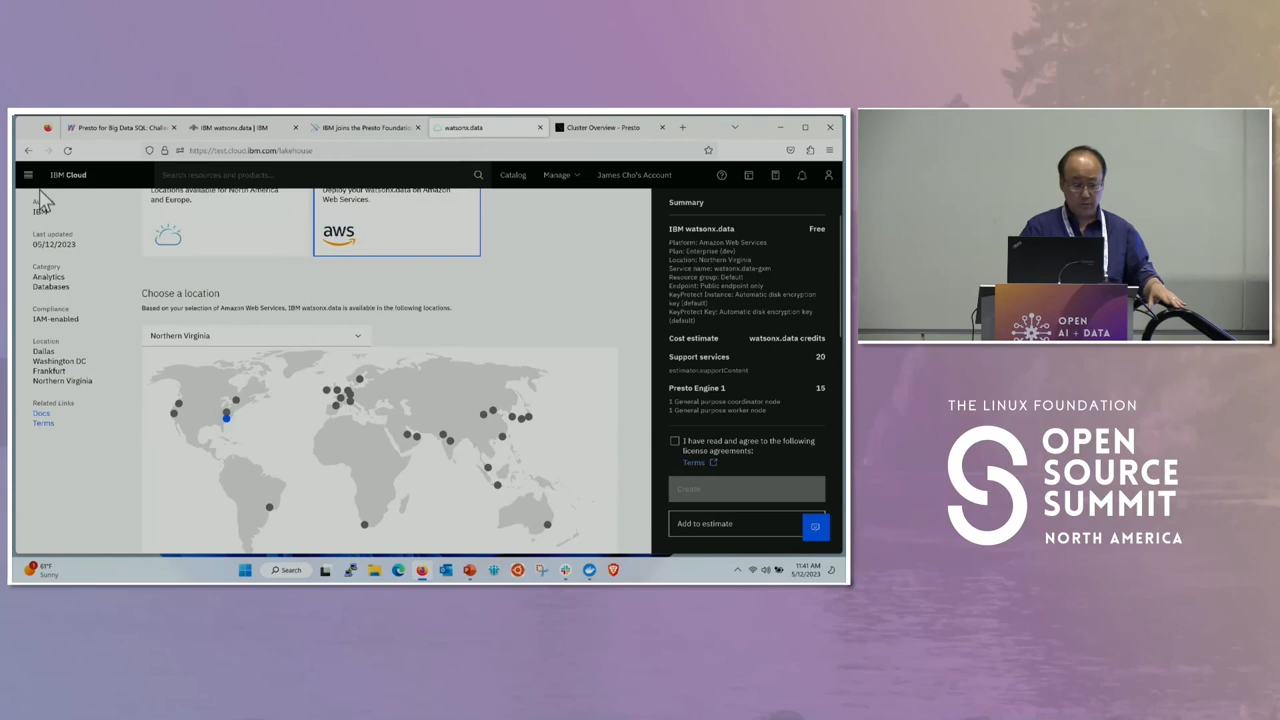 Presto for Big Data SQL: Challe
IBM watsonx.data | IBM
IBM joins the Presto Foundatio
watsonx.data
Cluster Overview - Presto
https://test.cloud.ibm.com/lakehouse
IBM Cloud
Search resources and products...
Catalog
Manage
James Cho's Account
IBM
Last updated
05/12/2023
Category
Analytics
Databases
Compliance
IAM-enabled
Location
Dallas
Washington DC
Frankfurt
Northern Virginia
Related Links
Docs
Terms
Locations available for North America
and Europe.
Deploy your watsonx.data on Amazon
Web Services.
aws
Choose a location
Based on your selection of Amazon Web Services, IBM watsonx.data is available in the following locations.
Northern Virginia
Summary
IBM watsonx.data Free
Platform: Amazon Web Services
Plan: Enterprise (dev)
Location: Northern Virginia
Service name: watsonx.data-gxm
Resource group: Default
Endpoint: Public endpoint only
KeyProtect Instance: Automatic disk encryption
key (default)
KeyProtect Key: Automatic disk encryption key
(default)
Cost estimate watsonx.data credits
Support services 20
estimator.supportContent
Presto Engine 1 15
1 General purpose coordinator node
1 General purpose worker node
I have read and agree to the following
license agreements:
Terms
Create
Add to estimate
1
61°F
Sunny
Search
11:41 AM
5/12/2023
OPEN
AI + DATA
THE LINUX FOUNDATION
OPEN
SOURCE
SUMMIT
NORTH AMERICA